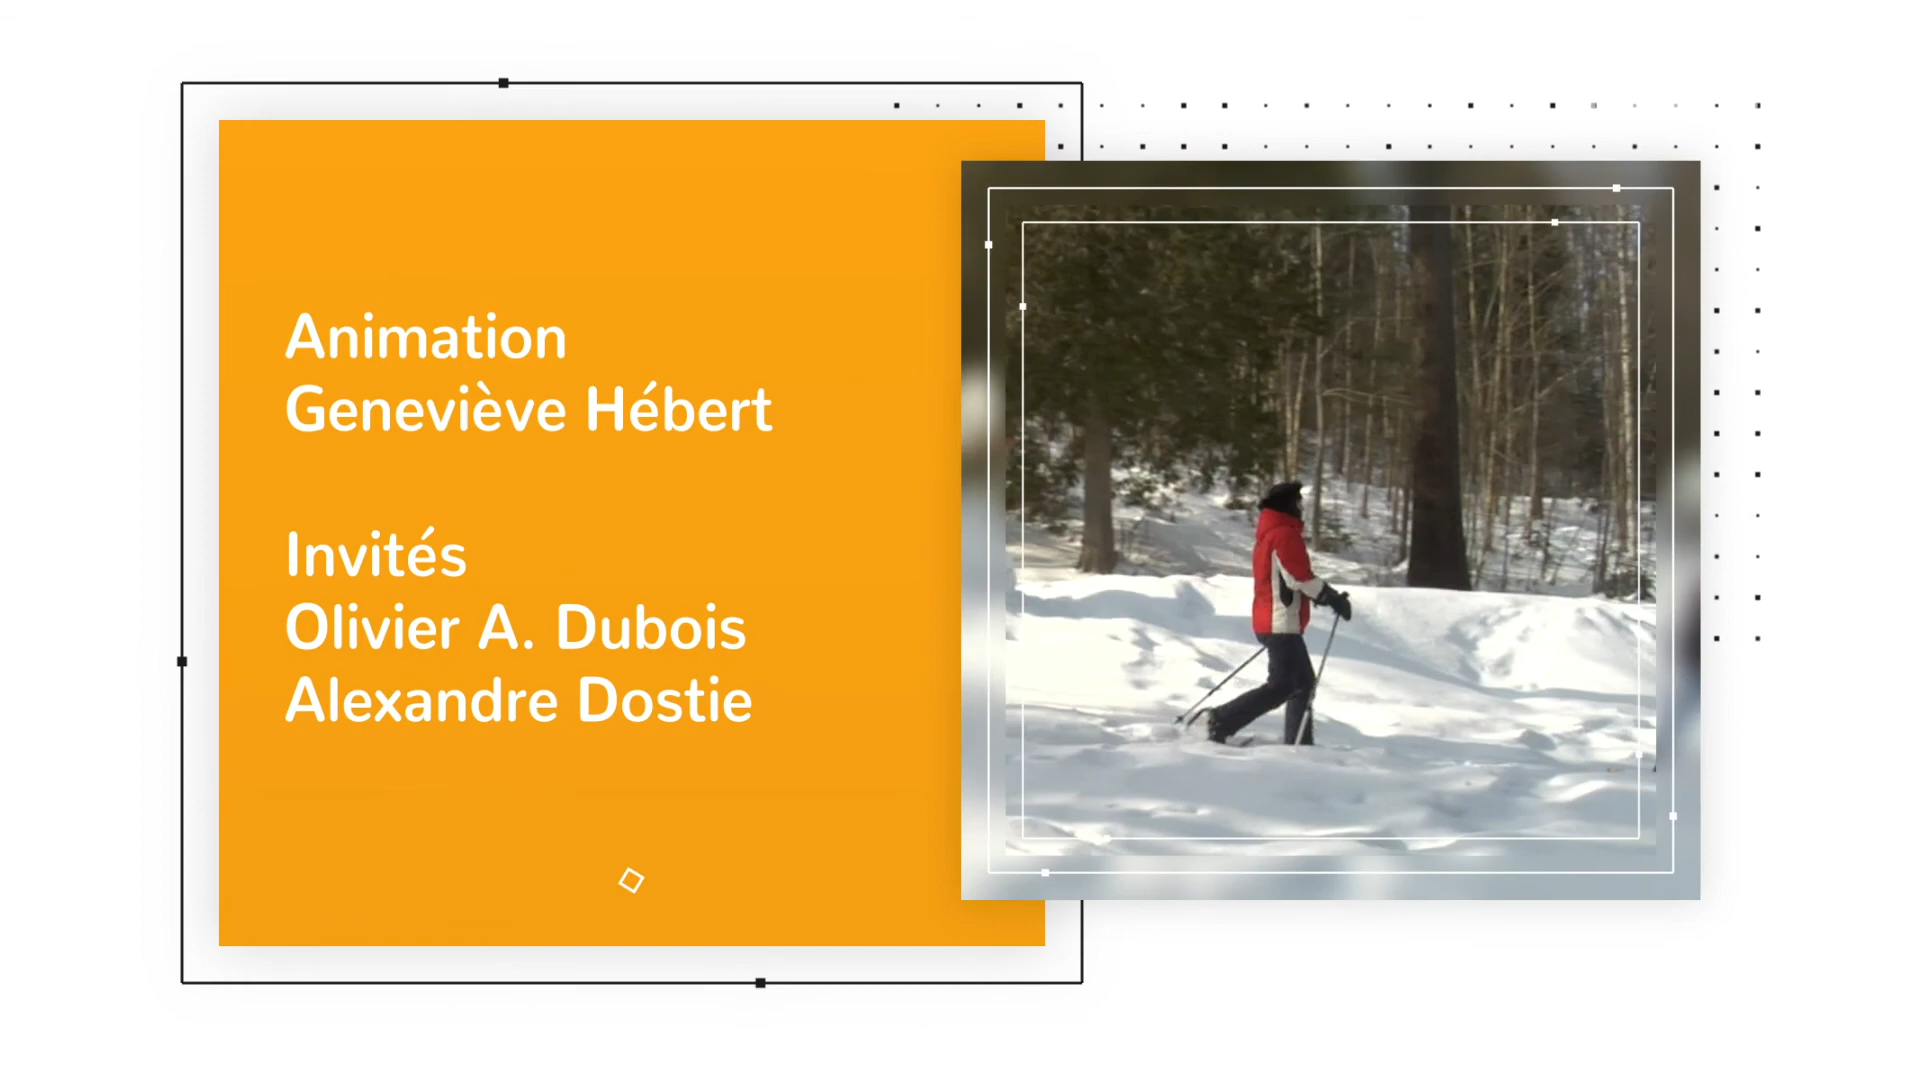 Animation
Geneviève Hébert
Invités
Olivier A. Dubois
Alexandre Dostie